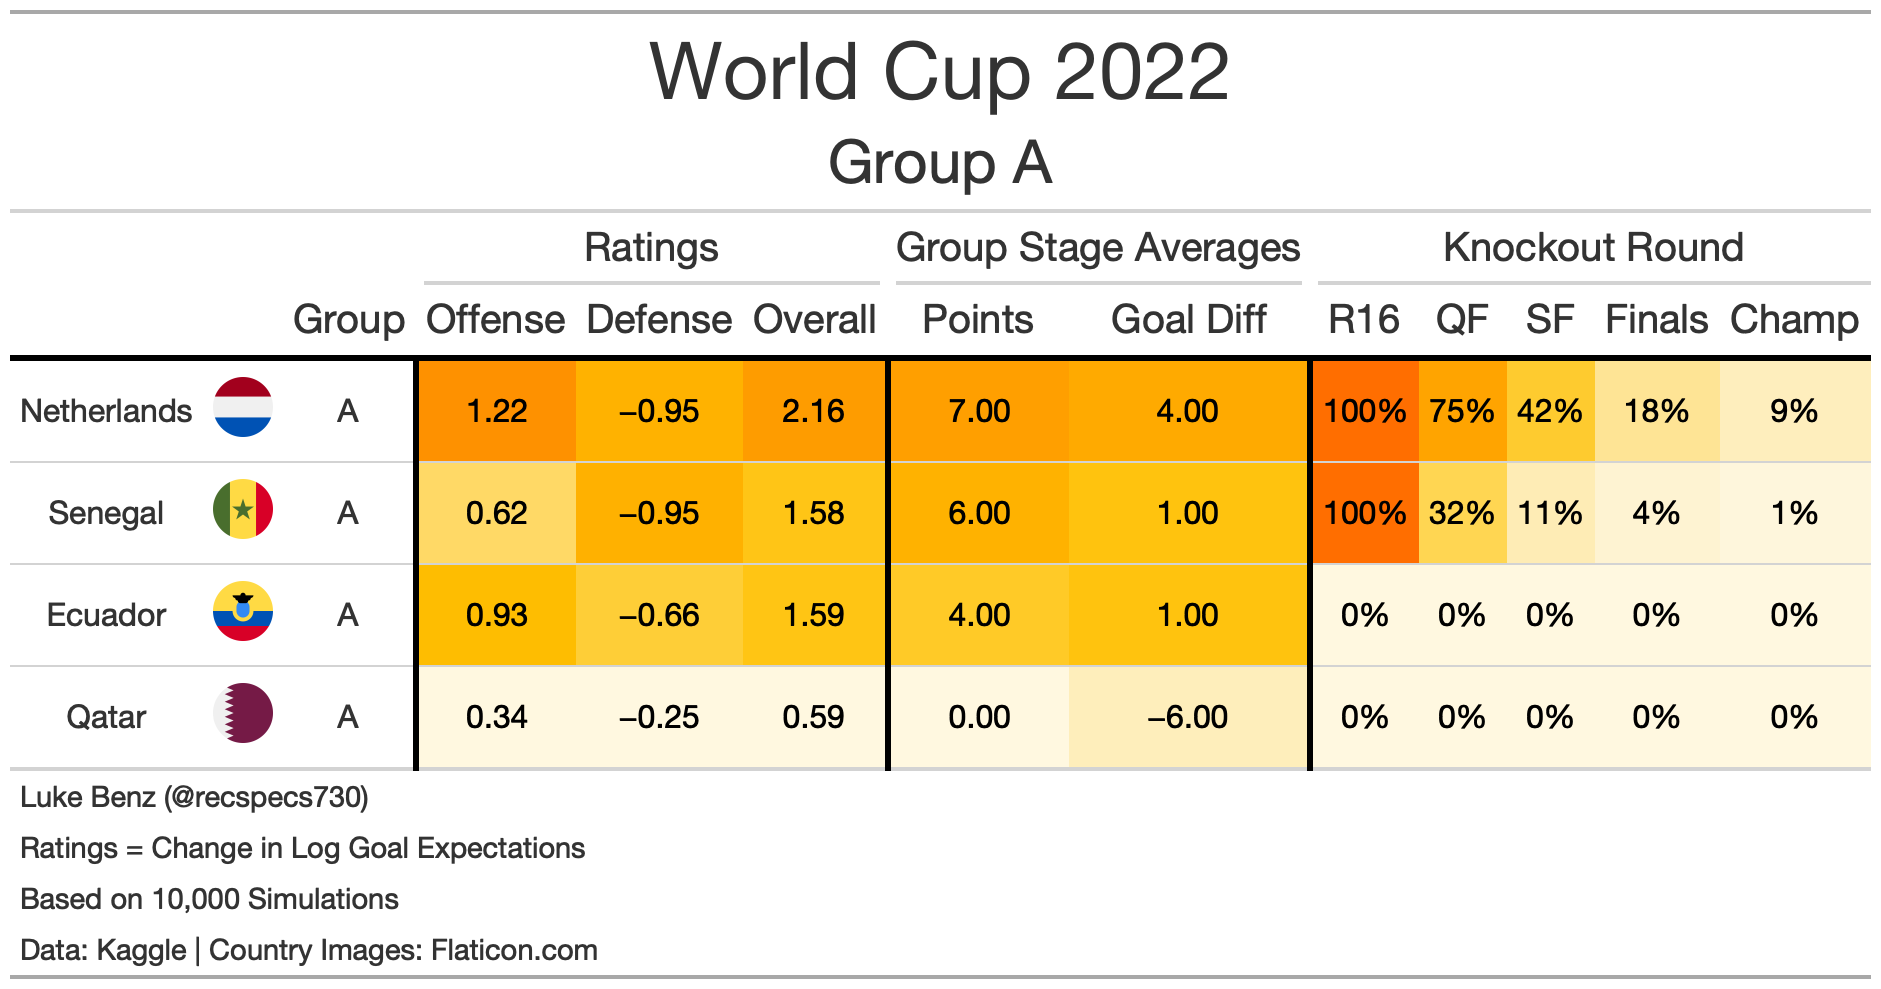 World Cup 2022
Group A
Ratings Group Stage Averages Knockout Round
Group Offense Defense Overall Points Goal Diff R16 QF SF Finals Champ
Netherlands A 1.22 −0.95 2.16 7.00 4.00 100% 75% 42% 18% 9%
Senegal A 0.62 −0.95 1.58 6.00 1.00 100% 32% 11% 4% 1%
Ecuador A 0.93 −0.66 1.59 4.00 1.00 0% 0% 0% 0% 0%
Qatar A 0.34 −0.25 0.59 0.00 −6.00 0% 0% 0% 0% 0%
Luke Benz (@recspecs730)
Ratings = Change in Log Goal Expectations
Based on 10,000 Simulations
Data: Kaggle | Country Images: Flaticon.com